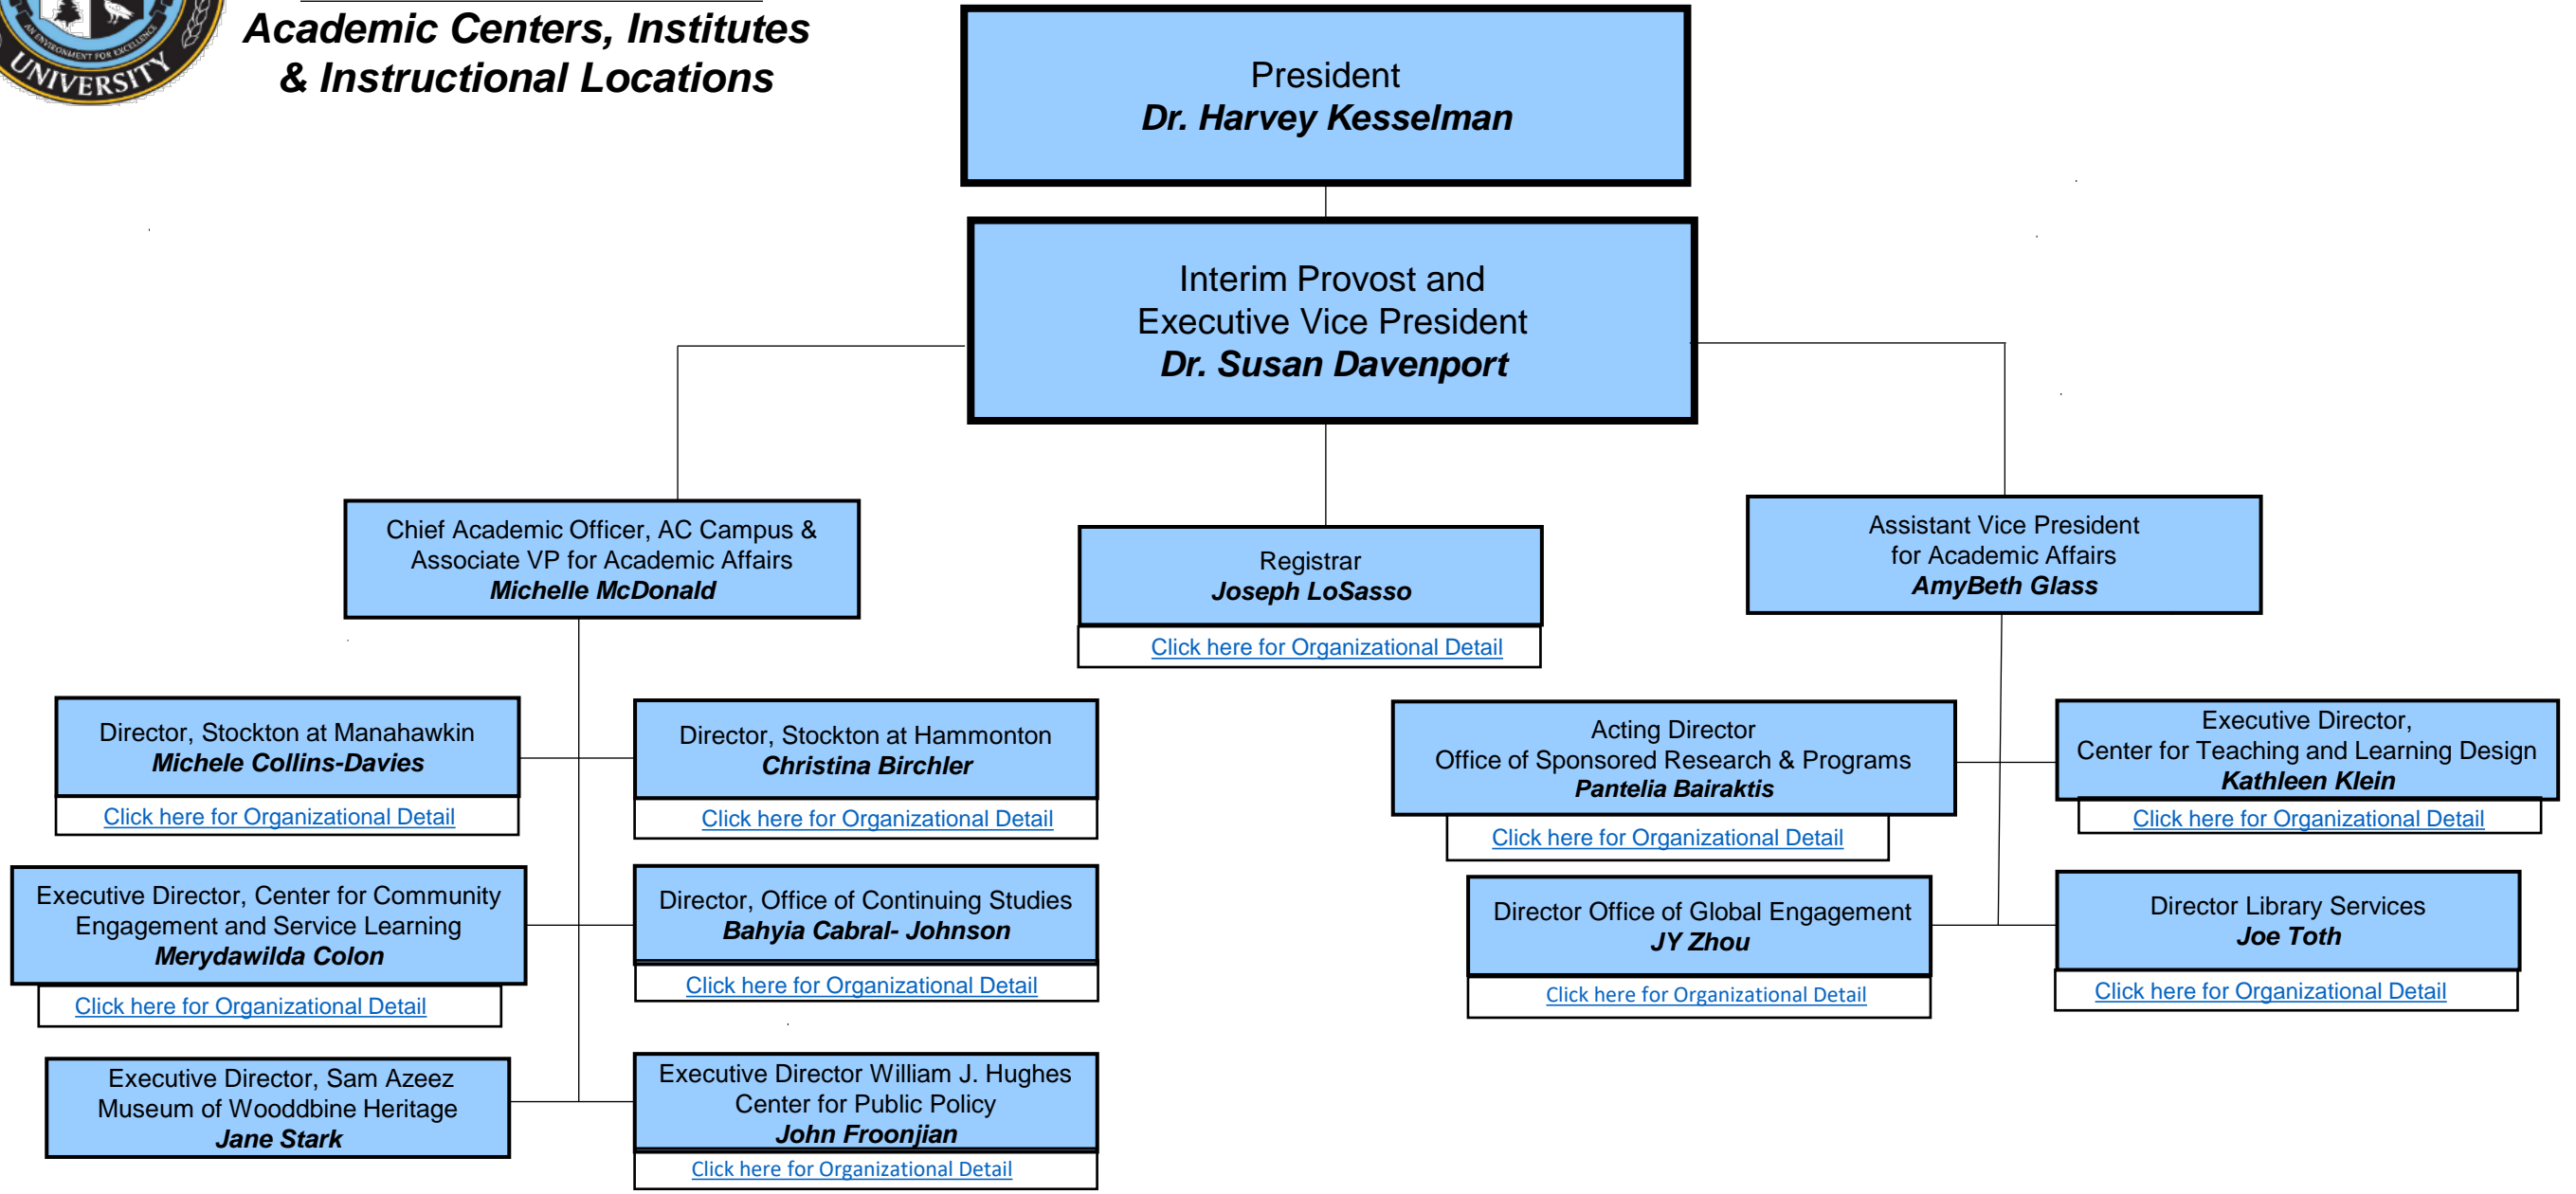 AN ENVIRONMENT FOR EXCELLENCE
UNIVERSITY
Academic Centers, Institutes
& Instructional Locations
President
Dr. Harvey Kesselman
Interim Provost and
Executive Vice President
Dr. Susan Davenport
Chief Academic Officer, AC Campus &
Associate VP for Academic Affairs
Michelle McDonald
Registrar
Joseph LoSasso
Click here for Organizational Detail
Assistant Vice President
for Academic Affairs
AmyBeth Glass
Director, Stockton at Manahawkin
Michele Collins-Davies
Click here for Organizational Detail
Director, Stockton at Hammonton
Christina Birchler
Click here for Organizational Detail
Acting Director
Office of Sponsored Research & Programs
Pantelia Bairaktis
Click here for Organizational Detail
Executive Director,
Center for Teaching and Learning Design
Kathleen Klein
Click here for Organizational Detail
Executive Director, Center for Community
Engagement and Service Learning
Merydawilda Colon
Click here for Organizational Detail
Director, Office of Continuing Studies
Bahyia Cabral- Johnson
Click here for Organizational Detail
Director Office of Global Engagement
JY Zhou
Click here for Organizational Detail
Director Library Services
Joe Toth
Click here for Organizational Detail
Executive Director, Sam Azeez
Museum of Wooddbine Heritage
Jane Stark
Executive Director William J. Hughes
Center for Public Policy
John Froonjian
Click here for Organizational Detail